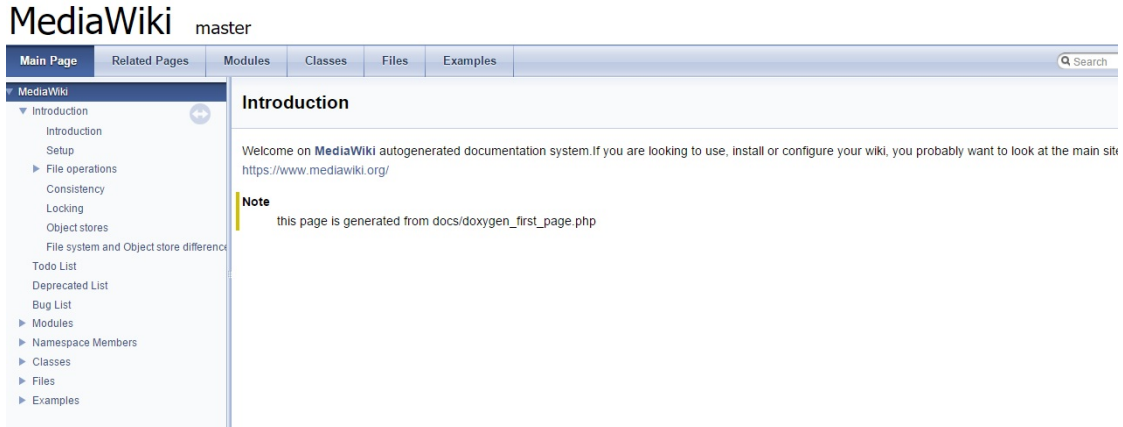 MediaWiki master
Main Page Related Pages Modules Classes Files Examples Search
MediaWiki
Introduction
Introduction
Setup
File operations
Consistency
Locking
Object stores
File system and Object store difference
Todo List
Deprecated List
Bug List
Modules
Namespace Members
Classes
Files
Examples
Introduction
Welcome on MediaWiki autogenerated documentation system.If you are looking to use, install or configure your wiki, you probably want to look at the main site
https://www.mediawiki.org/
Note
this page is generated from docs/doxygen_first_page.php